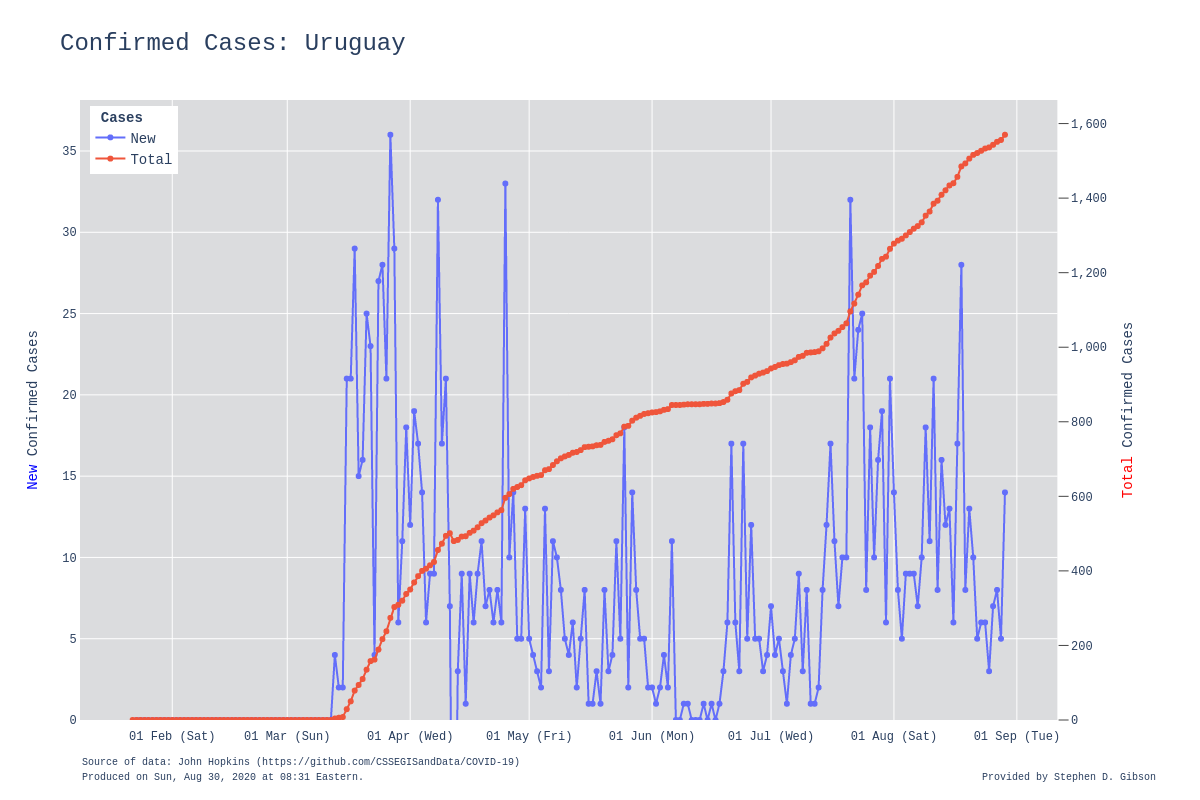 Confirmed Cases: Uruguay
Cases
New
Total
35
30
25
20
15
10
5
0
1,600
1,400
1,200
1,000
800
600
400
200
0
New Confirmed Cases
Total Confirmed Cases
01 Feb (Sat)
01 Mar (Sun)
01 Apr (Wed)
01 May (Fri)
01 Jun (Mon)
01 Jul (Wed)
01 Aug (Sat)
01 Sep (Tue)
Source of data: John Hopkins (https://github.com/CSSEGISandData/COVID-19)
Produced on Sun, Aug 30, 2020 at 08:31 Eastern.
Provided by Stephen D. Gibson